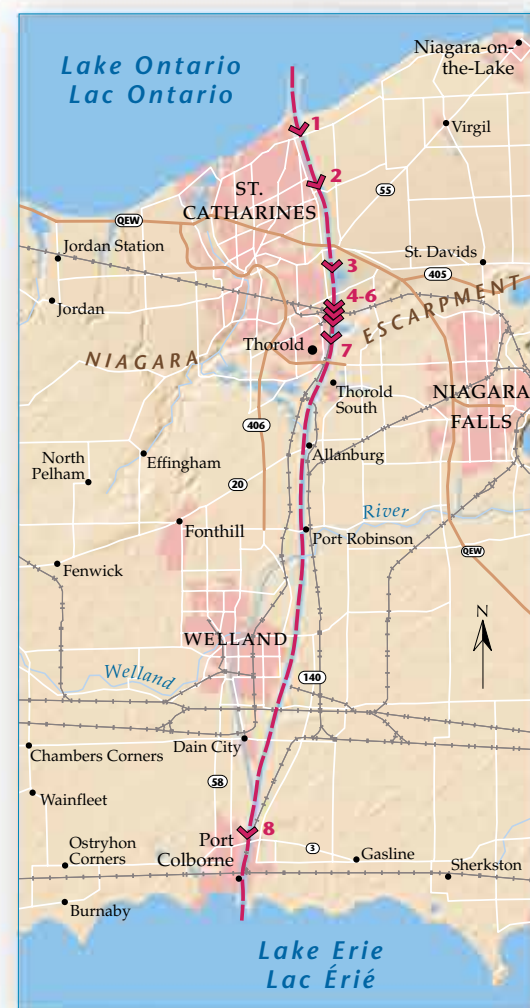 Lake Ontario
Lac Ontario
Niagara-on-
the-Lake
1
Virgil
2
ST.
CATHARINES
55
QEW
Jordan Station
3
St. Davids
405
4-6
Jordan
ESCARPMENT
Thorold
7
NIAGARA
Thorold
South
NIAGARA
FALLS
406
Allanburg
North
Pelham
Effingham
20
River
Fonthill
Port Robinson
QEW
Fenwick
N
WELLAND
Welland
140
Dain City
Chambers Corners
58
Wainfleet
8
Port
Colborne
Ostryhon
Corners
3
Gasline
Sherkston
Burnaby
Lake Erie
Lac Érié